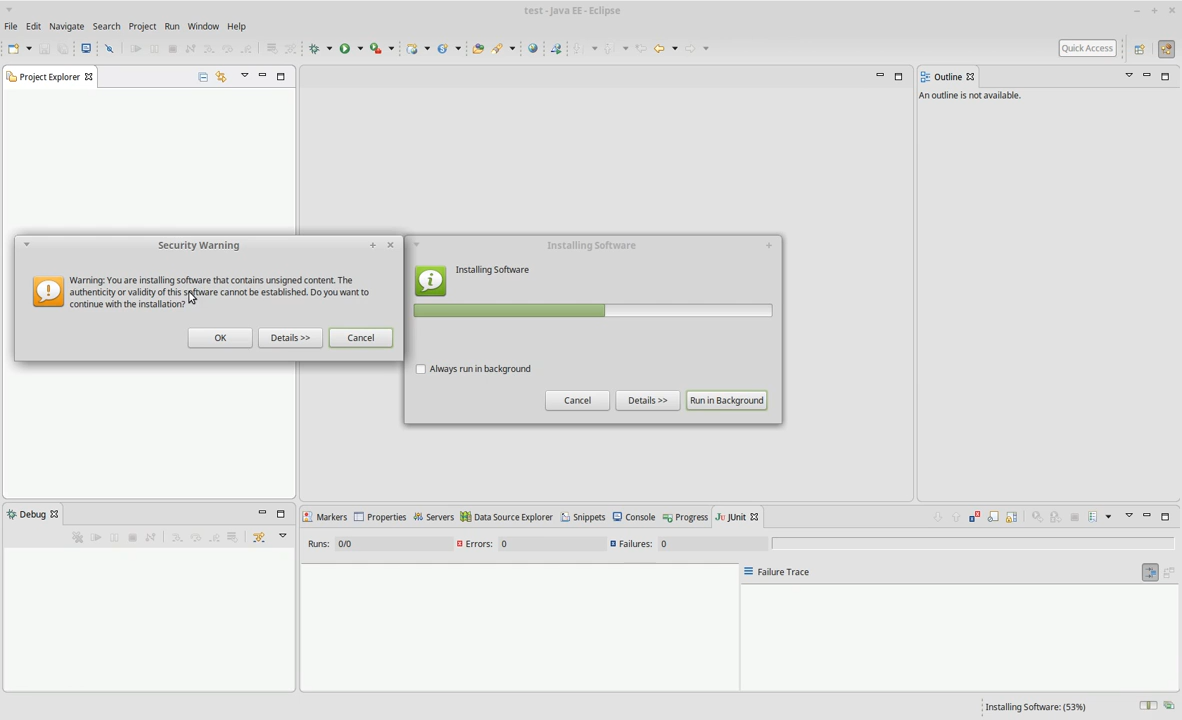 test - Java EE - Eclipse
File Edit Navigate Search Project Run Window Help
Quick Access
Project Explorer
Outline
An outline is not available.
Security Warning
Warning: You are installing software that contains unsigned content. The
authenticity or validity of this software cannot be established. Do you want to
continue with the installation?
OK Details >> Cancel
Installing Software
Installing Software
Always run in background
Cancel Details >> Run in Background
Debug
Markers Properties Servers Data Source Explorer Snippets Console Progress JUnit
Runs: 0/0 Errors: 0 Failures: 0
Failure Trace
Installing Software: (53%)